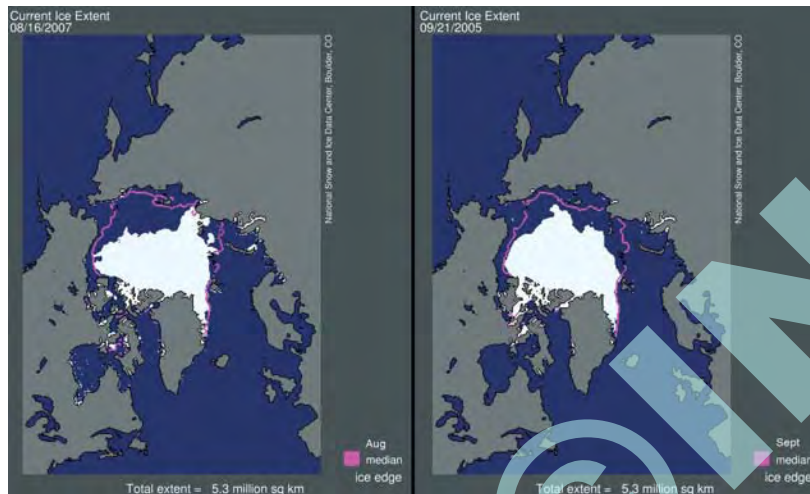 Current Ice Extent
08/16/2007
National Snow and Ice Data Center, Boulder, CO
Aug
median
ice edge
Total extent = 5.3 million sq km
Current Ice Extent
09/21/2005
National Snow and Ice Data Center, Boulder, CO
Sept
median
ice edge
Total extent = 5.3 million sq km